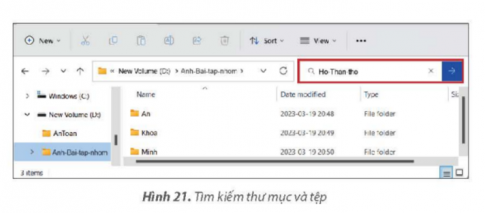 New
Sort
View
•••
« New Volume (D:) › Anh-Bai-tap-nhom ›
Ho-Than-tho
Windows (C:)
New Volume (D:)
AnToan
Anh-Bai-tap-nhom
Name
Date modified
Type
Si
An
2023-03-19 20:48
File folder
Khoa
2023-03-19 20:49
File folder
Minh
2023-03-19 20:50
File folder
3 items
Hình 21. Tìm kiếm thư mục và tệp